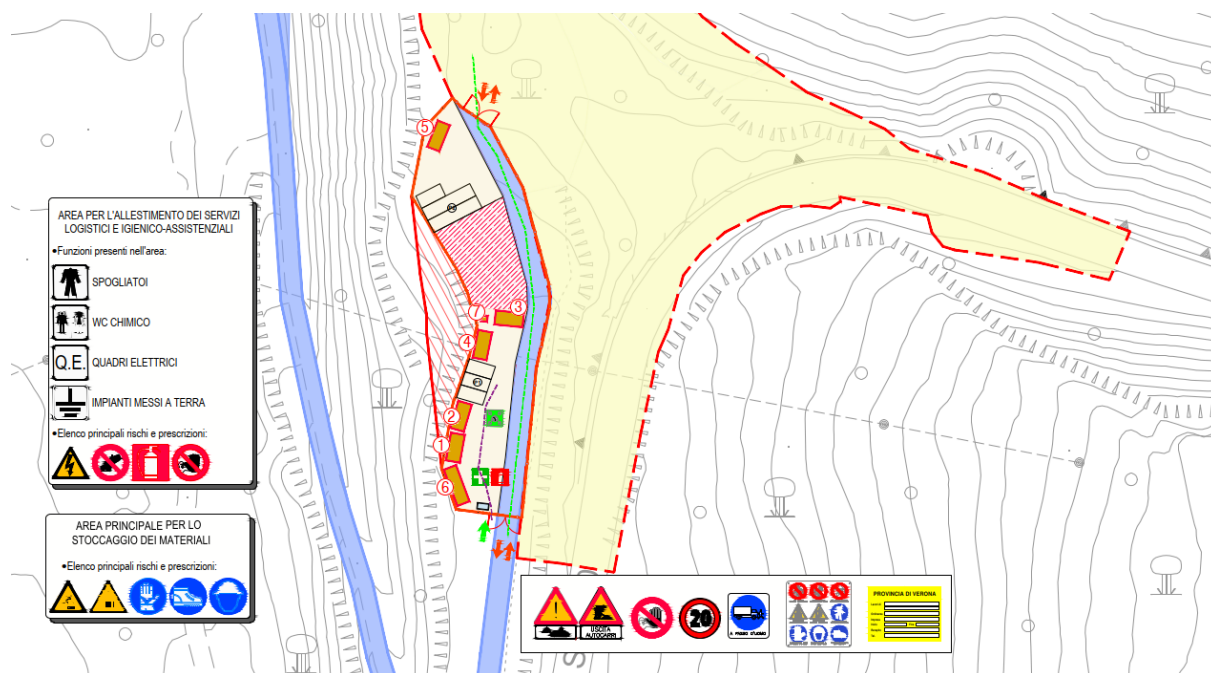 AREA PER L'ALLESTIMENTO DEI SERVIZI
LOGISTICI E IGIENICO-ASSISTENZIALI
•Funzioni presenti nell'area:
SPOGLIATOI
WC CHIMICO
Q.E.
QUADRI ELETTRICI
IMPIANTI MESSI A TERRA
•Elenco principali rischi e prescrizioni:
AREA PRINCIPALE PER LO
STOCCAGGIO DEI MATERIALI
•Elenco principali rischi e prescrizioni:
5
7
3
4
2
1
6
S
USCITA
AUTOCARRI
20
A PASSO D'UOMO
PROVINCIA DI VERONA